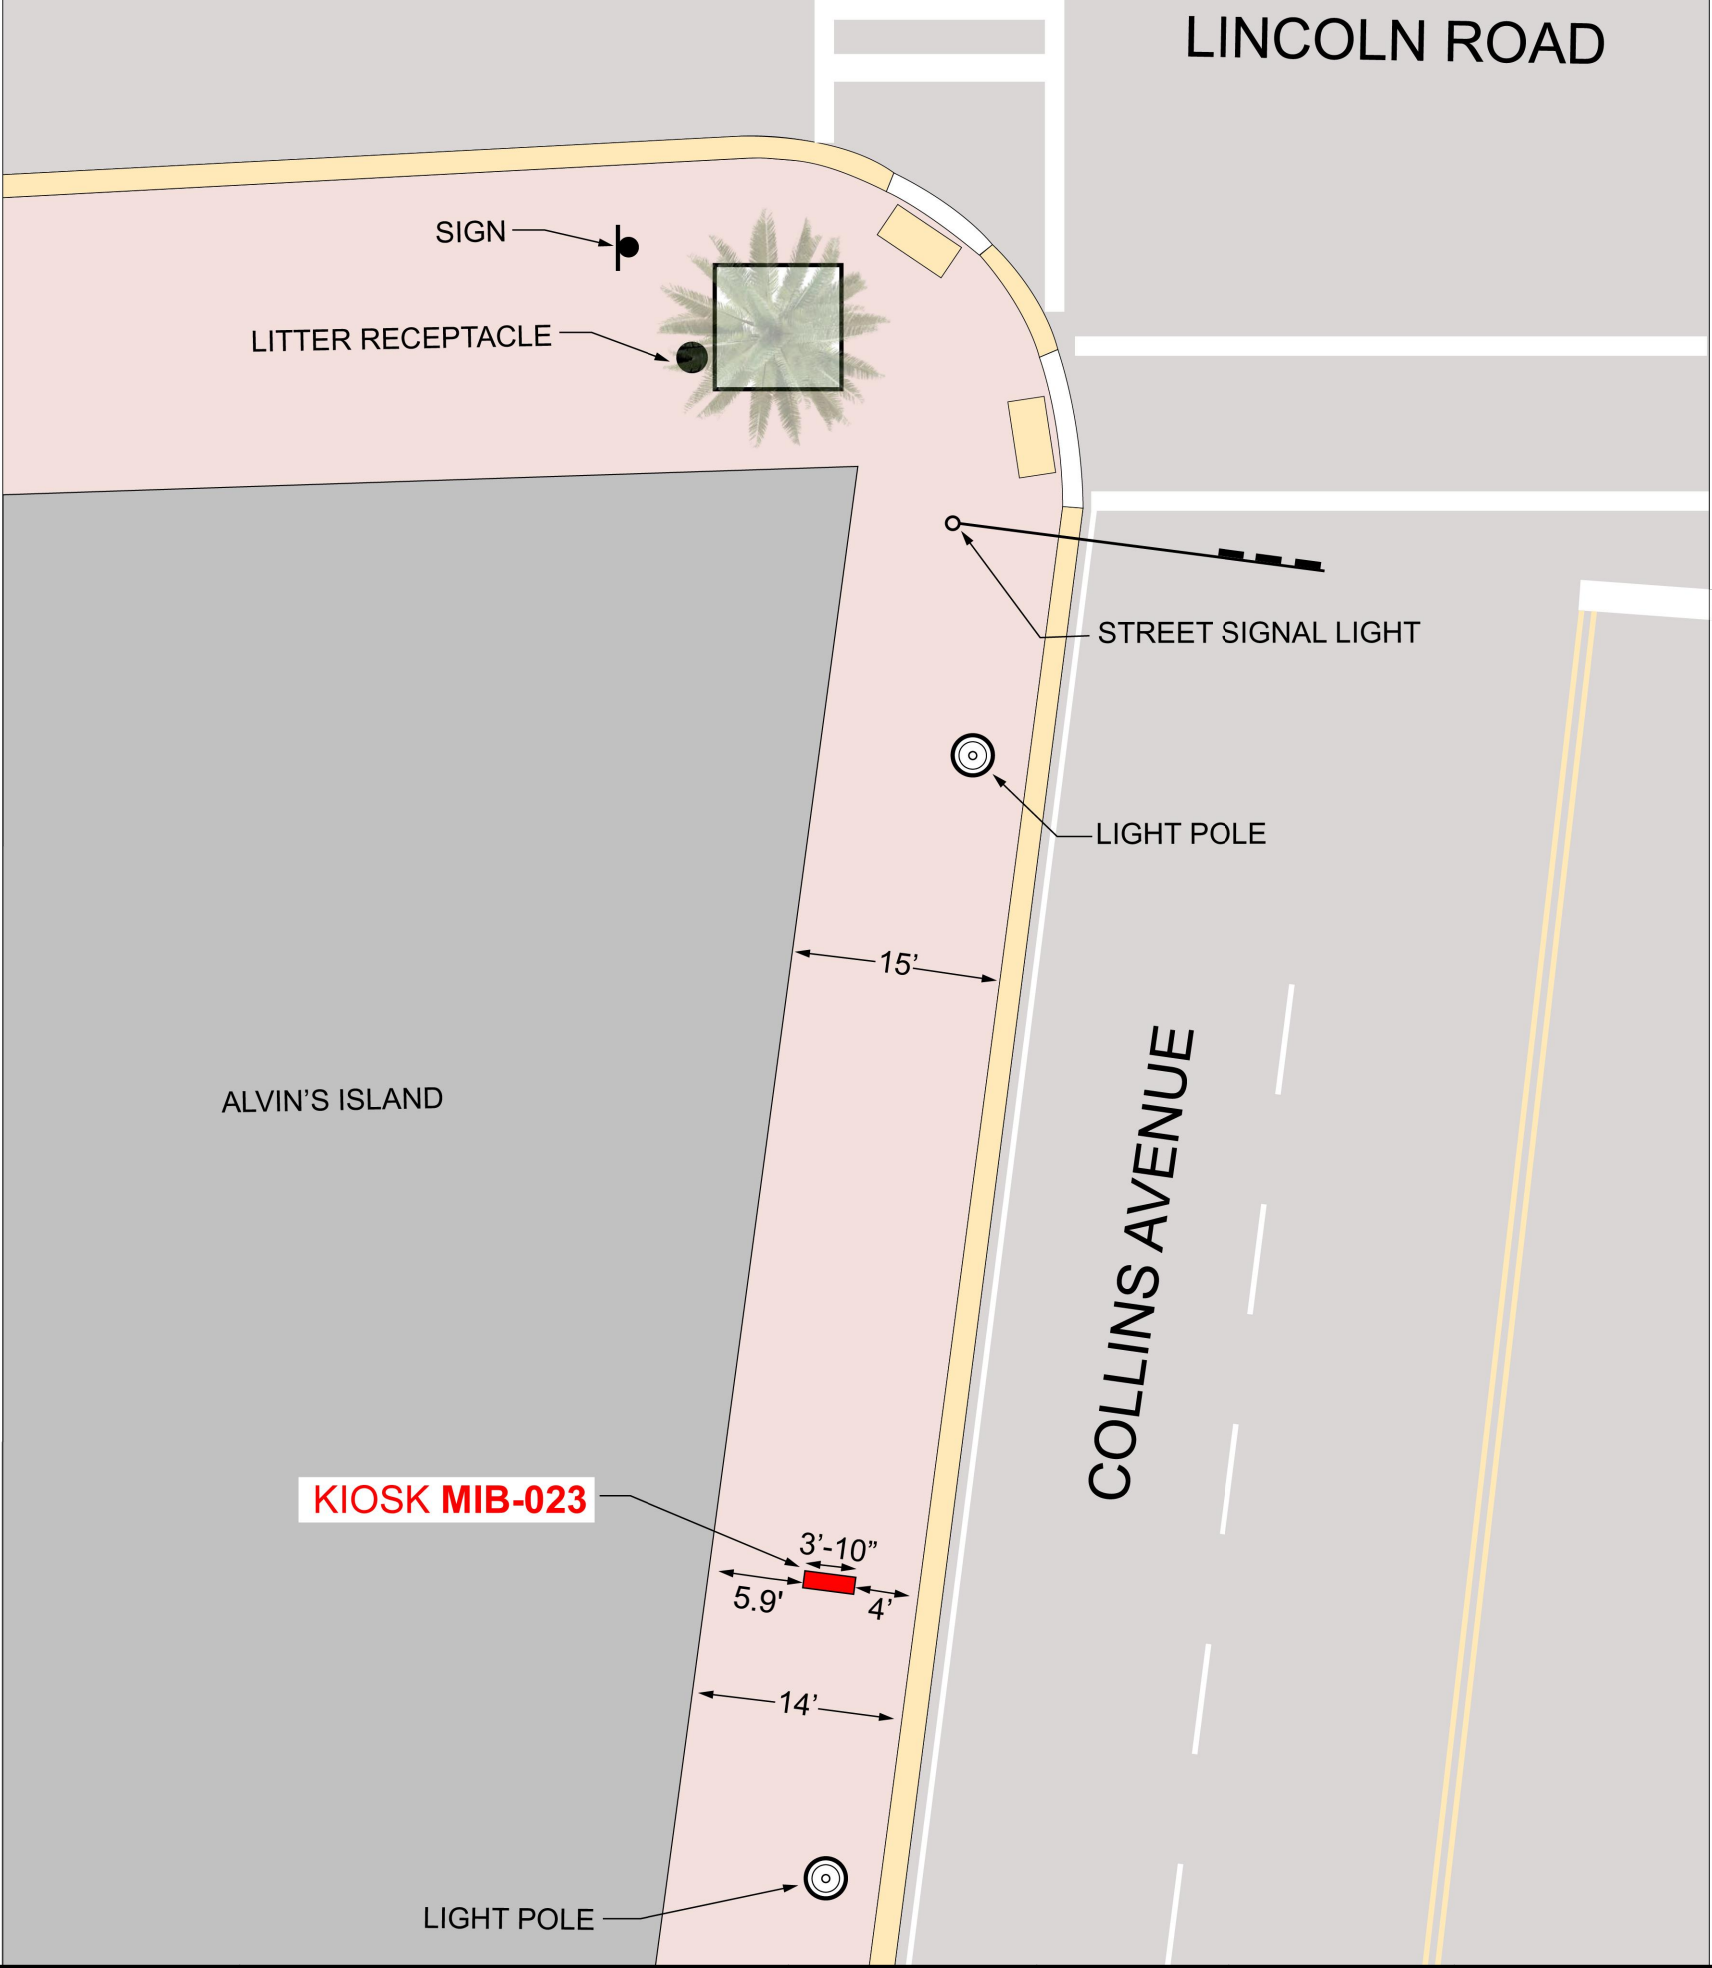 LINCOLN ROAD
SIGN
LITTER RECEPTACLE
STREET SIGNAL LIGHT
LIGHT POLE
15’
COLLINS AVENUE
ALVIN’S ISLAND
KIOSK MIB-023
3’-10”
5.9'
4’
14’
LIGHT POLE